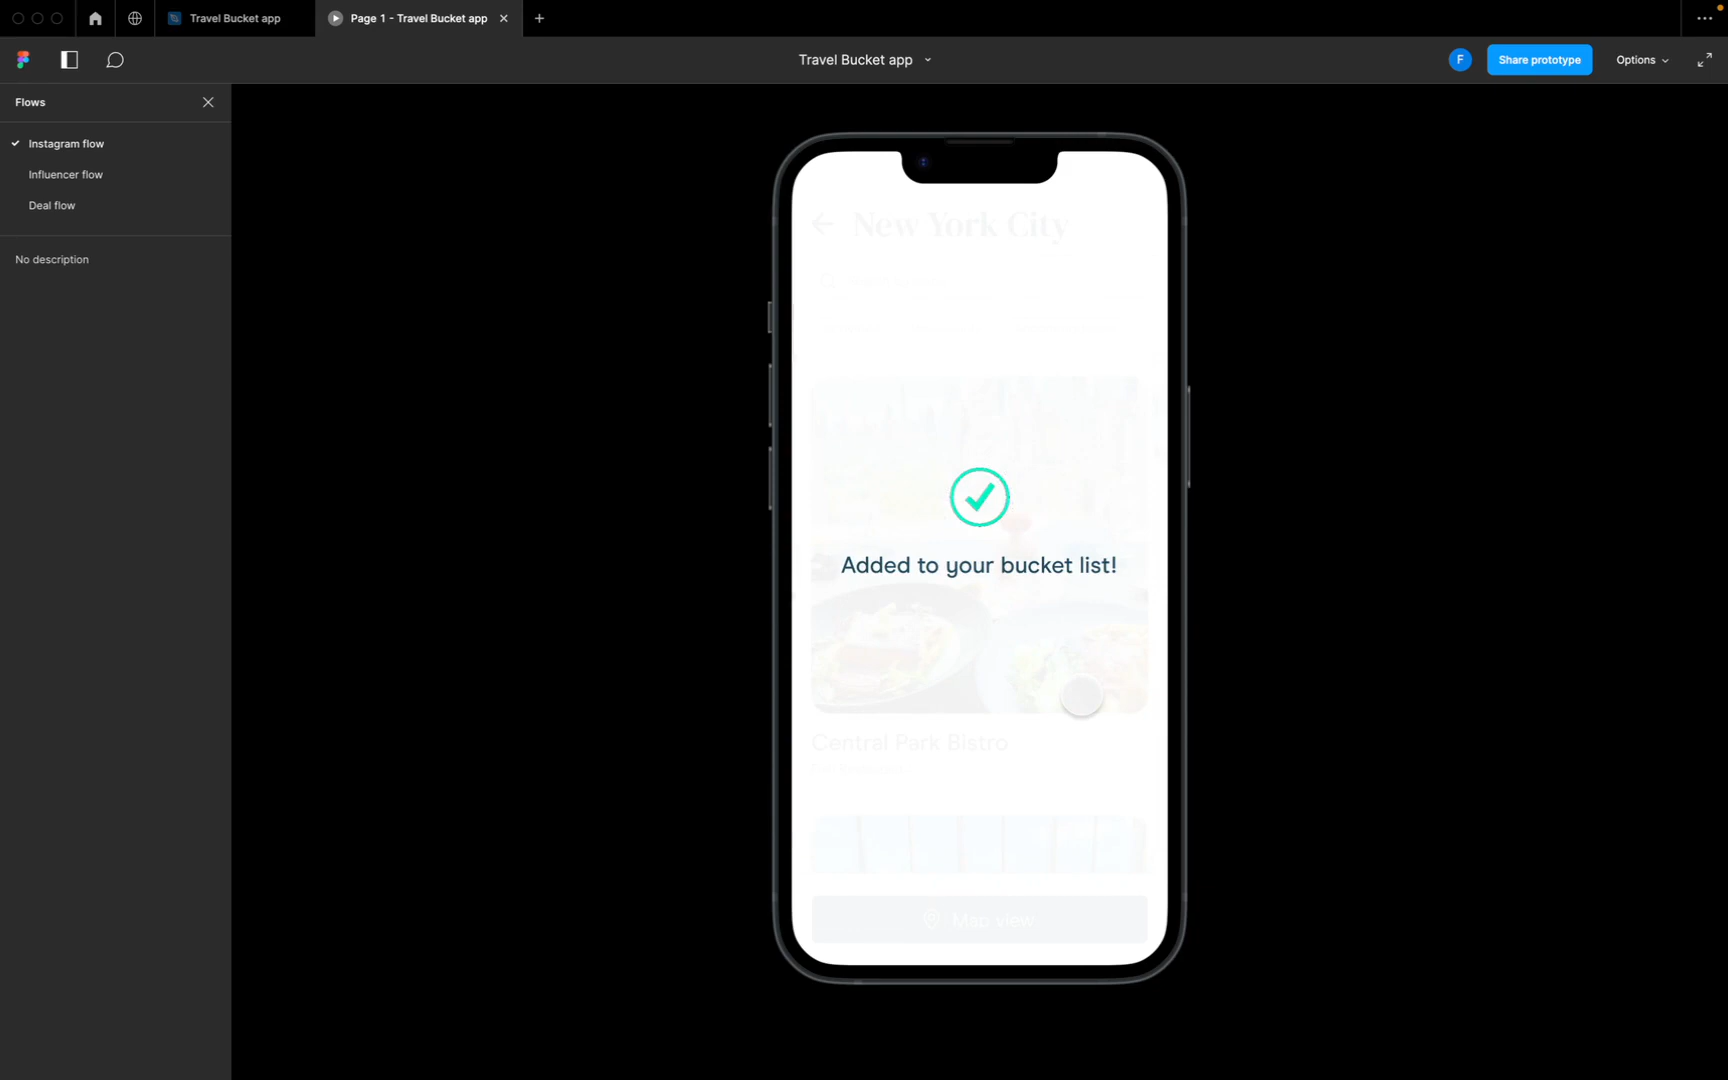 Travel Bucket app
Page 1 - Travel Bucket app
Travel Bucket app
F
Share prototype
Options
Flows
Instagram flow
Influencer flow
Deal flow
No description
New York City
Added to your bucket list!
Central Park Bistro
Map view